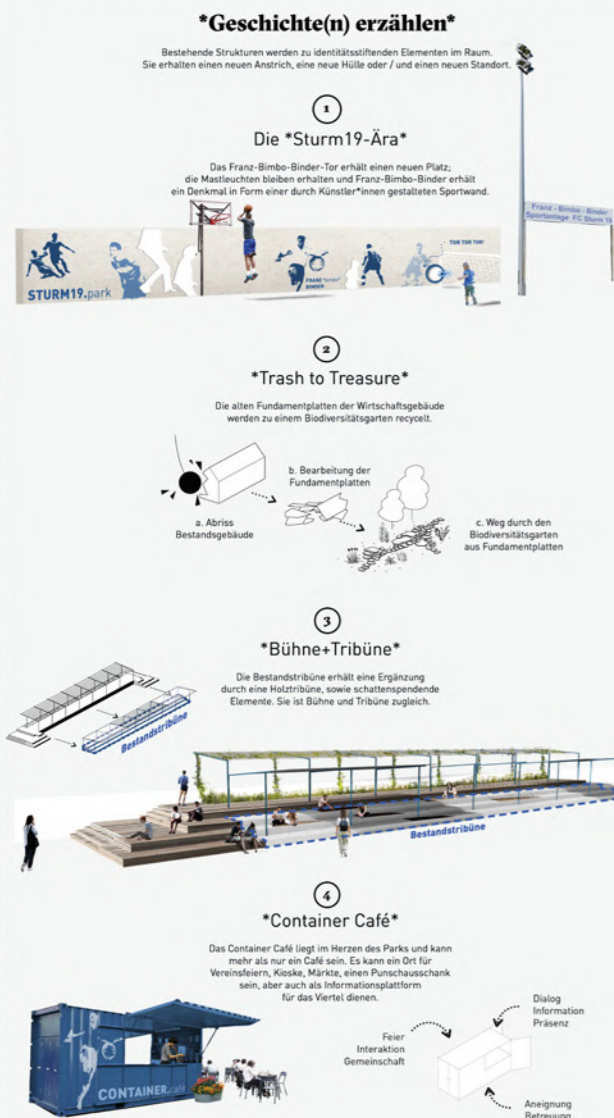 *Geschichte(n) erzählen*
Bestehende Strukturen werden zu identitätsstiftenden Elementen im Raum.
Sie erhalten einen neuen Anstrich, eine neue Hülle oder / und einen neuen Standort.
1
Die *Sturm19-Ära*
Das Franz-Bimbo-Binder-Tor erhält einen neuen Platz;
die Mastleuchten bleiben erhalten und Franz-Bimbo-Binder erhält
ein Denkmal in Form einer durch Künstler*innen gestalteten Sportwand.
Franz - Bimbo - Binder
Sportanlage FC Sturm 19
TOR TOR TOR!
FRANZ "bimbo"
BINDER
STURM19.park
2
*Trash to Treasure*
Die alten Fundamentplatten der Wirtschaftsgebäude
werden zu einem Biodiversitätsgarten recycelt.
b. Bearbeitung der
Fundamentplatten
a. Abriss
Bestandsgebäude
c. Weg durch den
Biodiversitätsgarten
aus Fundamentplatten
3
*Bühne+Tribüne*
Die Bestandstribüne erhält eine Ergänzung
durch eine Holztribüne, sowie schattenspendende
Elemente. Sie ist Bühne und Tribüne zugleich.
Bestandstribüne
Bestandstribüne
4
*Container Café*
Das Container Café liegt im Herzen des Parks und kann
mehr als nur ein Café sein. Es kann ein Ort für
Vereinsfeiern, Kioske, Märkte, einen Punschausschank
sein, aber auch als Informationsplattform
für das Viertel dienen.
Dialog
Information
Präsenz
Feier
Interaktion
Gemeinschaft
CONTAINER.café
Aneignung
Betreuung